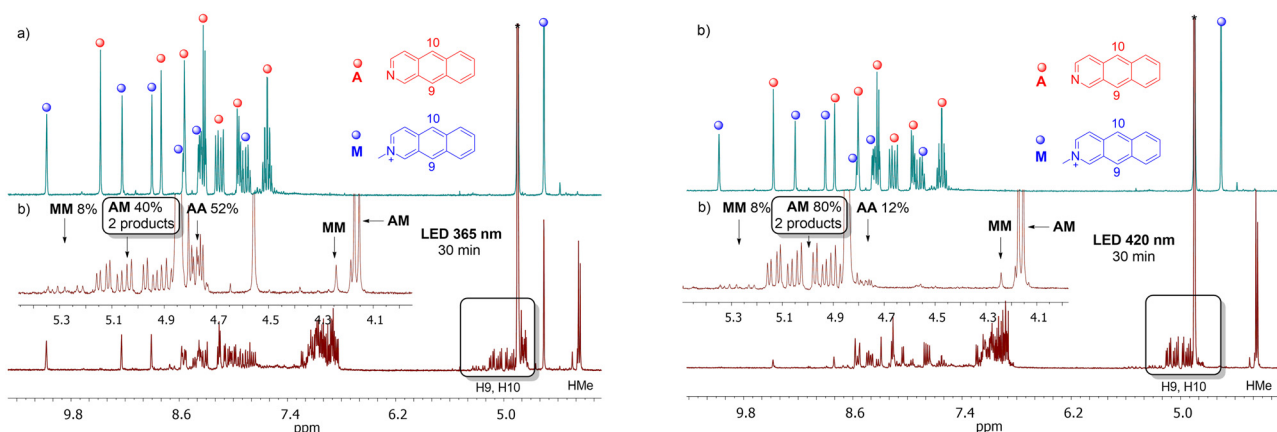 a)
*
10
A
N
9
10
M
N
+
9
b)
MM 8%
AM 40%
2 products
AA 52%
MM
AM
LED 365 nm
30 min
5.3 5.1 4.9 4.7 4.5 4.3 4.1
H9, H10
HMe
9.8 8.6 7.4 6.2 5.0
ppm
b)
*
10
A
N
9
10
M
N
+
9
b)
MM 8%
AM 80%
2 products
AA 12%
MM
AM
LED 420 nm
30 min
5.3 5.1 4.9 4.7 4.5 4.3 4.1
H9, H10
HMe
9.8 8.6 7.4 6.2 5.0
ppm